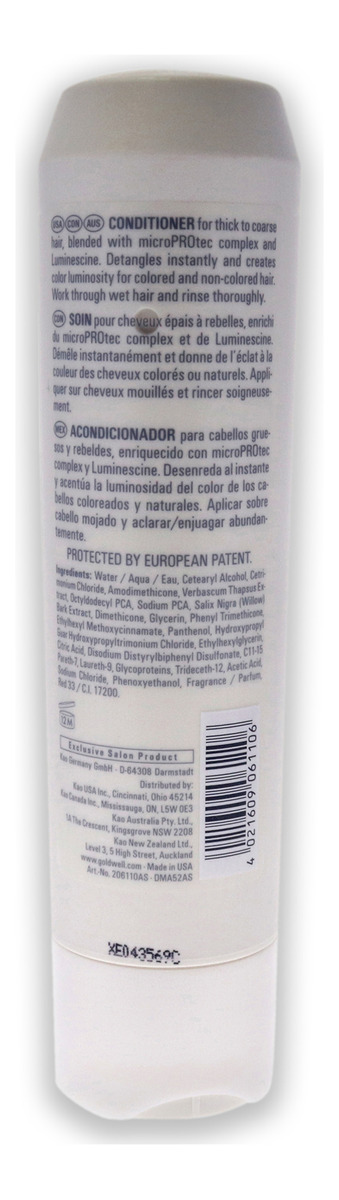 USA CDN AUS CONDITIONER for thick to coarse
hair, blended with microPROtec complex and
Luminescine. Detangles instantly and creates
color luminosity for colored and non-colored hair.
Work through wet hair and rinse thoroughly.
CDN SOIN pour cheveux épais à rebelles, enrichi
du microPROtec complex et de Luminescine.
Démêle instantanément et donne de l'éclat à la
couleur des cheveux colorés ou naturels. Appli-
quer sur cheveux mouillés et rincer soigneuse-
ment.
MEX ACONDICIONADOR para cabellos grue-
sos y rebeldes, enriquecido con microPROtec
complex y Luminescine. Desenreda al instante
y acentúa la luminosidad del color de los ca-
bellos coloreados y naturales. Aplicar sobre
cabello mojado y aclarar/enjuagar abundan-
temente.
PROTECTED BY EUROPEAN PATENT.
Ingredients: Water / Aqua / Eau, Cetearyl Alcohol, Cetri-
monium Chloride, Amodimethicone, Verbascum Thapsus Ex-
tract, Octyldodecyl PCA, Sodium PCA, Salix Nigra (Willow)
Bark Extract, Dimethicone, Glycerin, Phenyl Trimethicone,
Ethylhexyl Methoxycinnamate, Panthenol, Hydroxypropyl
Guar Hydroxypropyltrimonium Chloride, Ethylhexylglycerin,
Citric Acid, Disodium Distyrylbiphenyl Disulfonate, C11-15
Pareth-7, Laureth-9, Glycoproteins, Trideceth-12, Acetic Acid,
Sodium Chloride, Phenoxyethanol, Fragrance / Parfum,
Red 33 / C.I. 17200.
12 M
Exclusive Salon Product
Kao Germany GmbH · D-64308 Darmstadt
Distributed by:
Kao USA Inc., Cincinnati, Ohio 45214
Kao Canada Inc., Mississauga, ON, L5W 0E3
Kao Australia Pty. Ltd.,
1A The Crescent, Kingsgrove NSW 2208
Kao New Zealand Ltd.,
Level 3, 5 High Street, Auckland
www.goldwell.com · Made in USA
Art.-No. 206110AS · DMA52AS
4 021609 061106
XE043569C